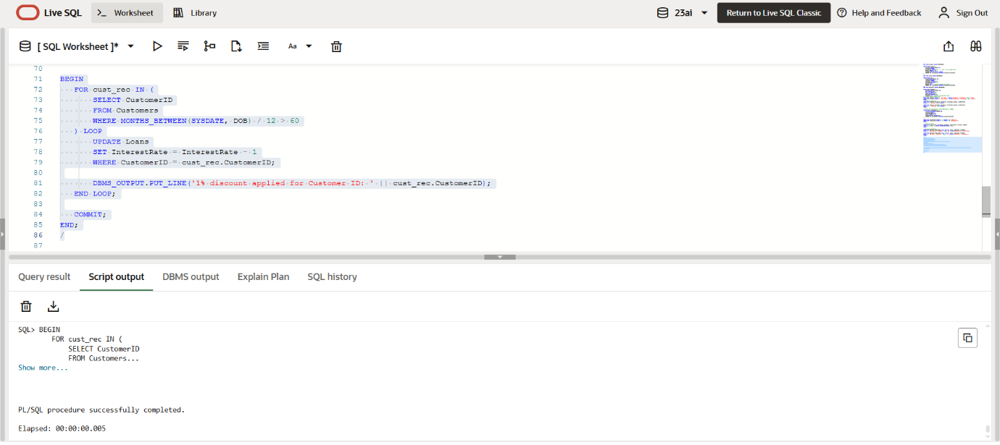 Live SQL
Worksheet
Library
23ai
Return to Live SQL Classic
Help and Feedback
Sign Out
[ SQL Worksheet ]*
Aa
70
71 BEGIN
72 FOR cust_rec IN (
73 SELECT CustomerID
74 FROM Customers
75 WHERE MONTHS_BETWEEN(SYSDATE, DOB) / 12 > 60
76 ) LOOP
77 UPDATE Loans
78 SET InterestRate = InterestRate - 1
79 WHERE CustomerID = cust_rec.CustomerID;
80
81 DBMS_OUTPUT.PUT_LINE('1% discount applied for Customer ID: ' || cust_rec.CustomerID);
82 END LOOP;
83
84 COMMIT;
85 END;
86 /
87
Query result
Script output
DBMS output
Explain Plan
SQL history
SQL> BEGIN
FOR cust_rec IN (
SELECT CustomerID
FROM Customers...
Show more...
PL/SQL procedure successfully completed.
Elapsed: 00:00:00.005